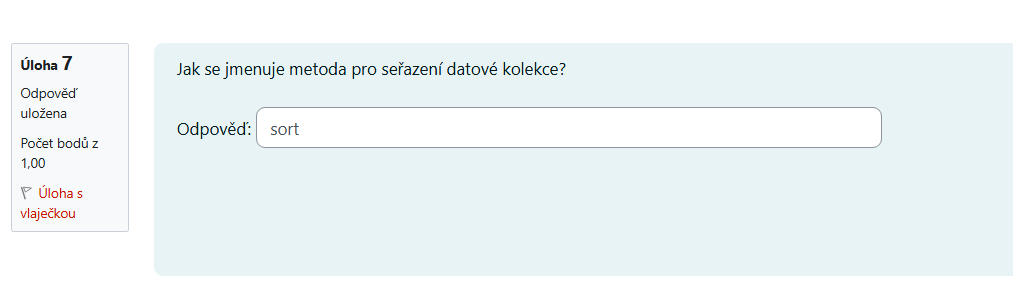 Úloha 7
Odpověď
uložena
Počet bodů z
1,00
Úloha s
vlaječkou
Jak se jmenuje metoda pro seřazení datové kolekce?
Odpověď: sort